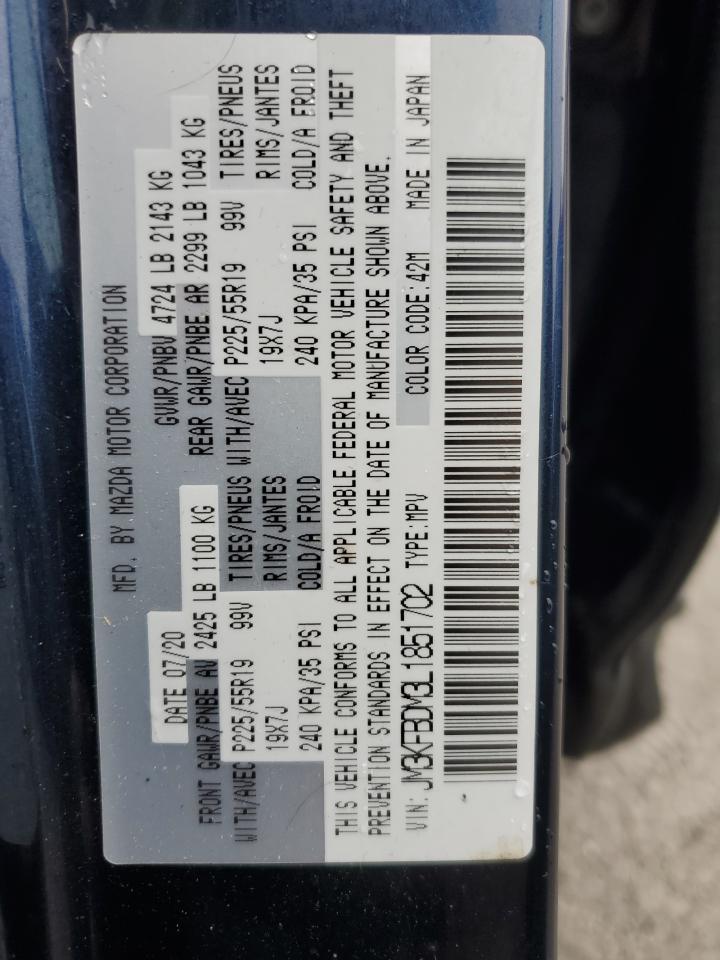 MFD. BY MAZDA MOTOR CORPORATION
DATE 07/20 GVWR/PNBV 4724 LB 2143 KG
FRONT GAWR/PNBE AV 2425 LB 1100 KG REAR GAWR/PNBE AR 2299 LB 1043 KG
WITH/AVEC P225/55R19 99V TIRES/PNEUS WITH/AVEC P225/55R19 99V TIRES/PNEUS
19X7J RIMS/JANTES 19X7J RIMS/JANTES
240 KPA/35 PSI COLD/A FROID 240 KPA/35 PSI COLD/A FROID
THIS VEHICLE CONFORMS TO ALL APPLICABLE FEDERAL MOTOR VEHICLE SAFETY AND THEFT
PREVENTION STANDARDS IN EFFECT ON THE DATE OF MANUFACTURE SHOWN ABOVE.
VIN: JM3KFBDM3L1851702 TYPE:MPV COLOR CODE:42M MADE IN JAPAN